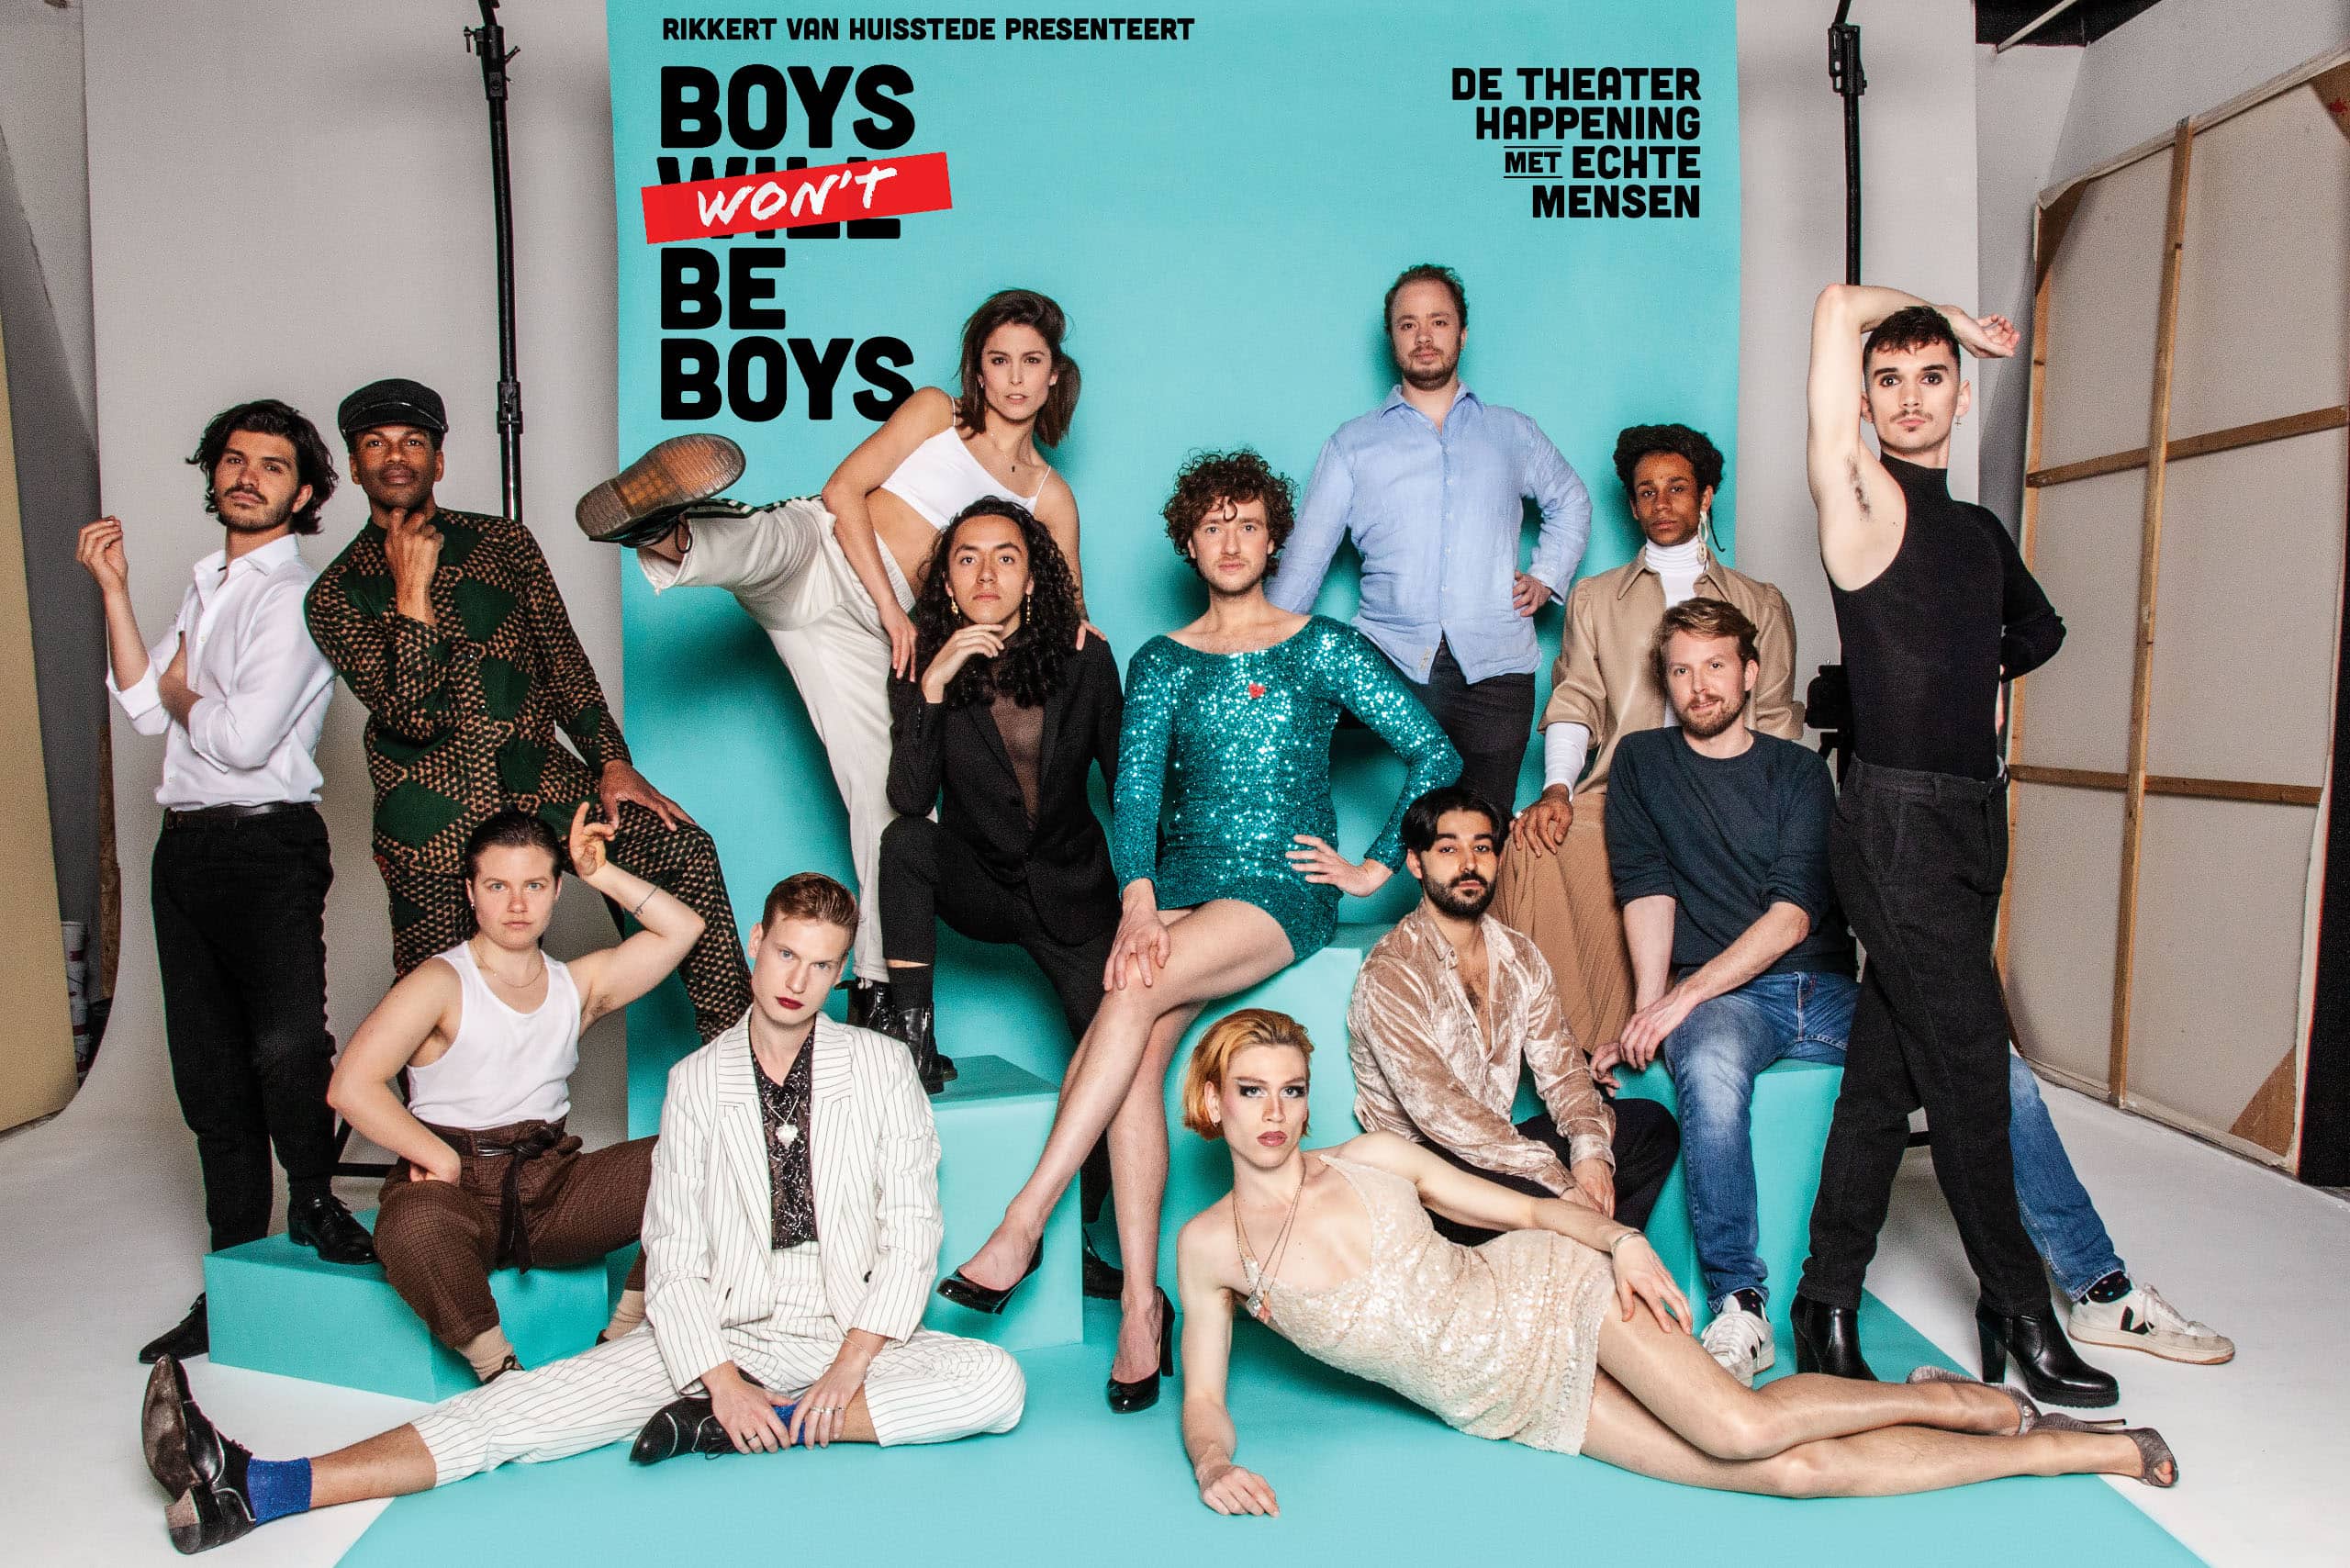 RIKKERT VAN HUISSTEDE PRESENTEERT
BOYS
WILL
WON'T
BE
BOYS
DE THEATER
HAPPENING
MET ECHTE
MENSEN